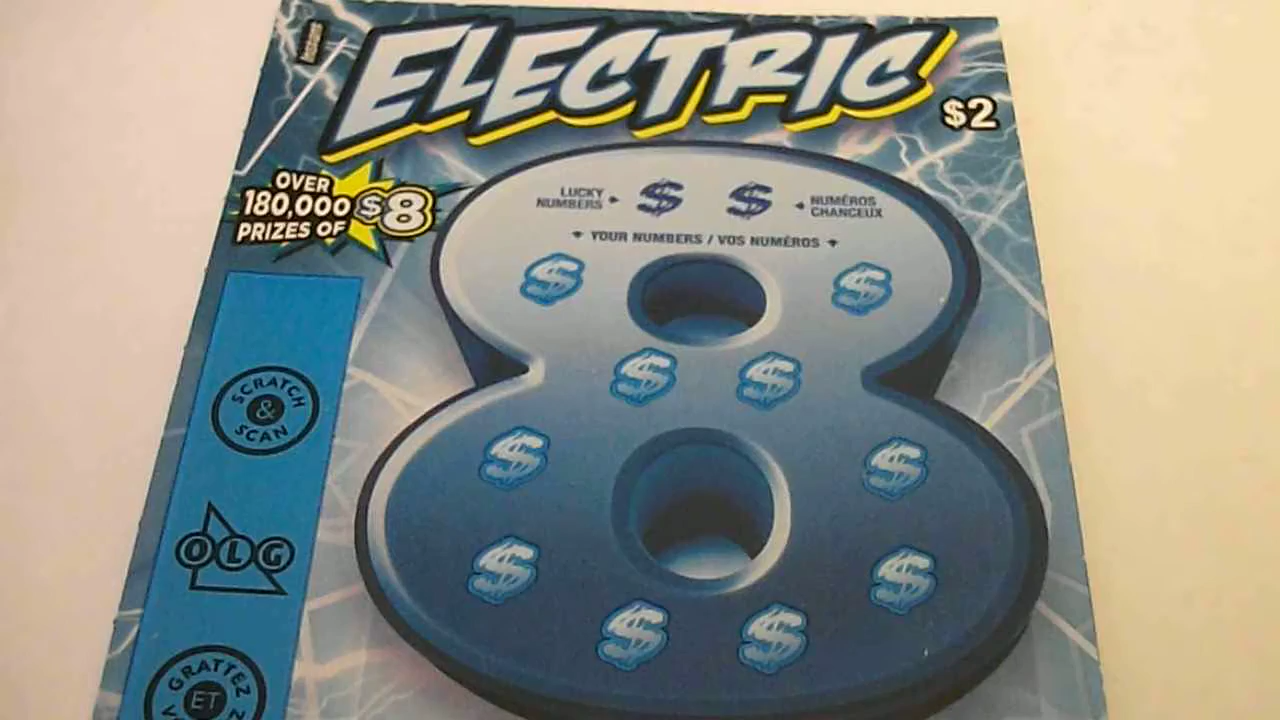 ELECTRIC
$2
OVER
180,000
PRIZES OF
$8
LUCKY
NUMBERS
$ $
NUMÉROS
CHANCEUX
YOUR NUMBERS / VOS NUMÉROS
$ $
$ $
$ $
$ $
$ $
SCRATCH
&
SCAN
OLG
GRATTEZ
ET